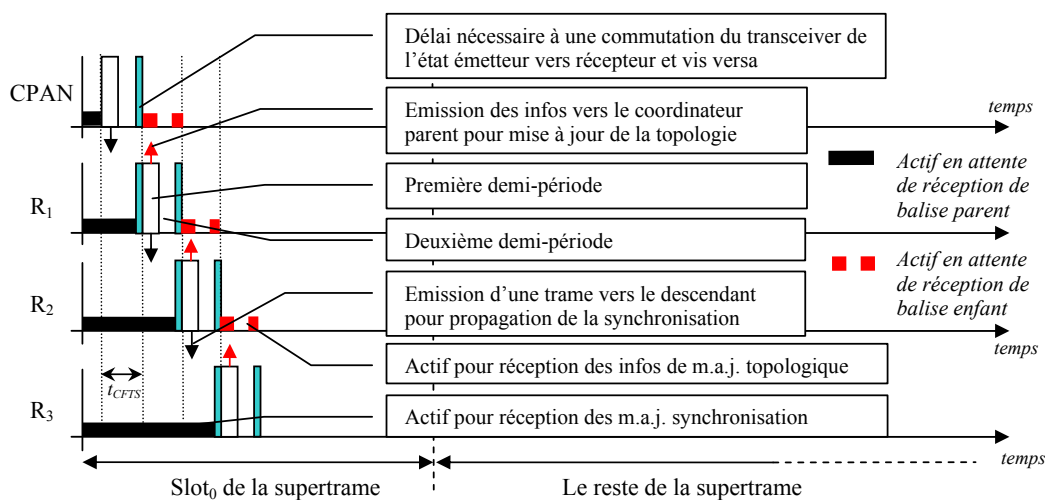 Délai nécessaire à une commutation du transceiver de
l'état émetteur vers récepteur et vis versa
CPAN
temps
Emission des infos vers le coordinateur
parent pour mise à jour de la topologie
Actif en attente
de réception de
balise parent
Première demi-période
R1
Deuxième demi-période
Actif en attente
de réception de
balise enfant
Emission d'une trame vers le descendant
pour propagation de la synchronisation
R2
temps
Actif pour réception des infos de m.a.j. topologique
tCFTS
R3
Actif pour réception des m.a.j. synchronisation
temps
Slot0 de la supertrame
Le reste de la supertrame